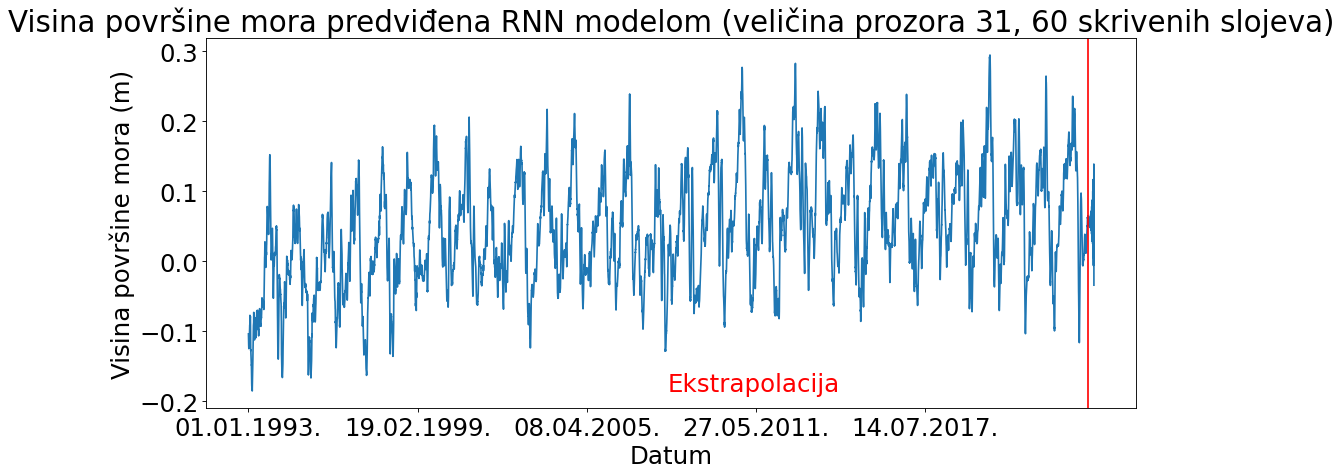 Visina površine mora predviđena RNN modelom (veličina prozora 31, 60 skrivenih slojeva)
Visina površine mora (m)
0.3
0.2
0.1
0.0
−0.1
−0.2
Ekstrapolacija
01.01.1993. 19.02.1999. 08.04.2005. 27.05.2011. 14.07.2017.
Datum